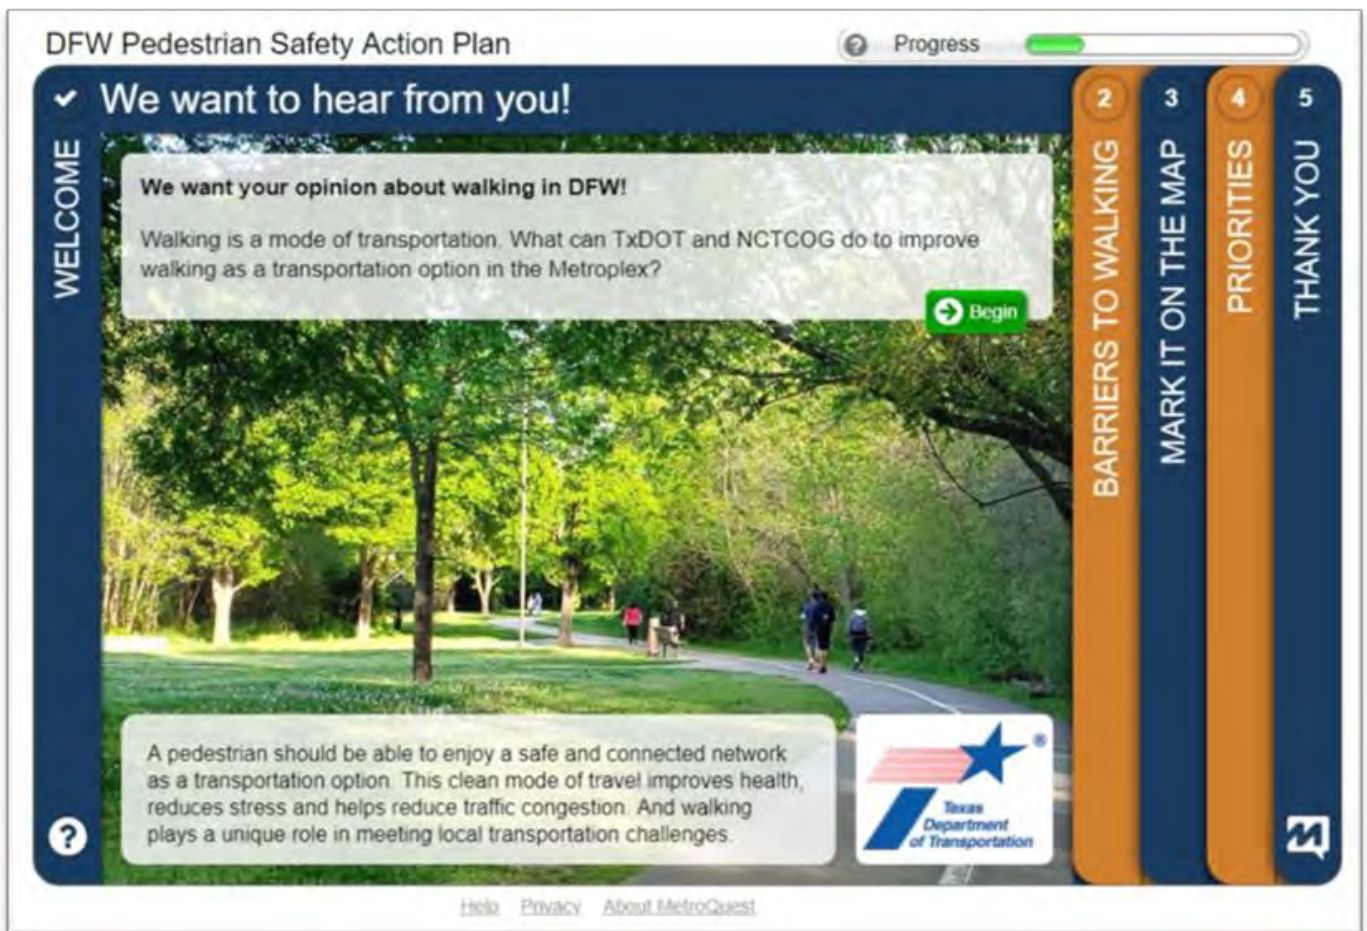 DFW Pedestrian Safety Action Plan
? Progress
We want to hear from you!
WELCOME
We want your opinion about walking in DFW!
Walking is a mode of transportation. What can TxDOT and NCTCOG do to improve
walking as a transportation option in the Metroplex?
Begin
A pedestrian should be able to enjoy a safe and connected network
as a transportation option. This clean mode of travel improves health,
reduces stress and helps reduce traffic congestion. And walking
plays a unique role in meeting local transportation challenges.
®
Texas
Department
of Transportation
?
2
BARRIERS TO WALKING
3
MARK IT ON THE MAP
4
PRIORITIES
5
THANK YOU
M
Help Privacy About MetroQuest